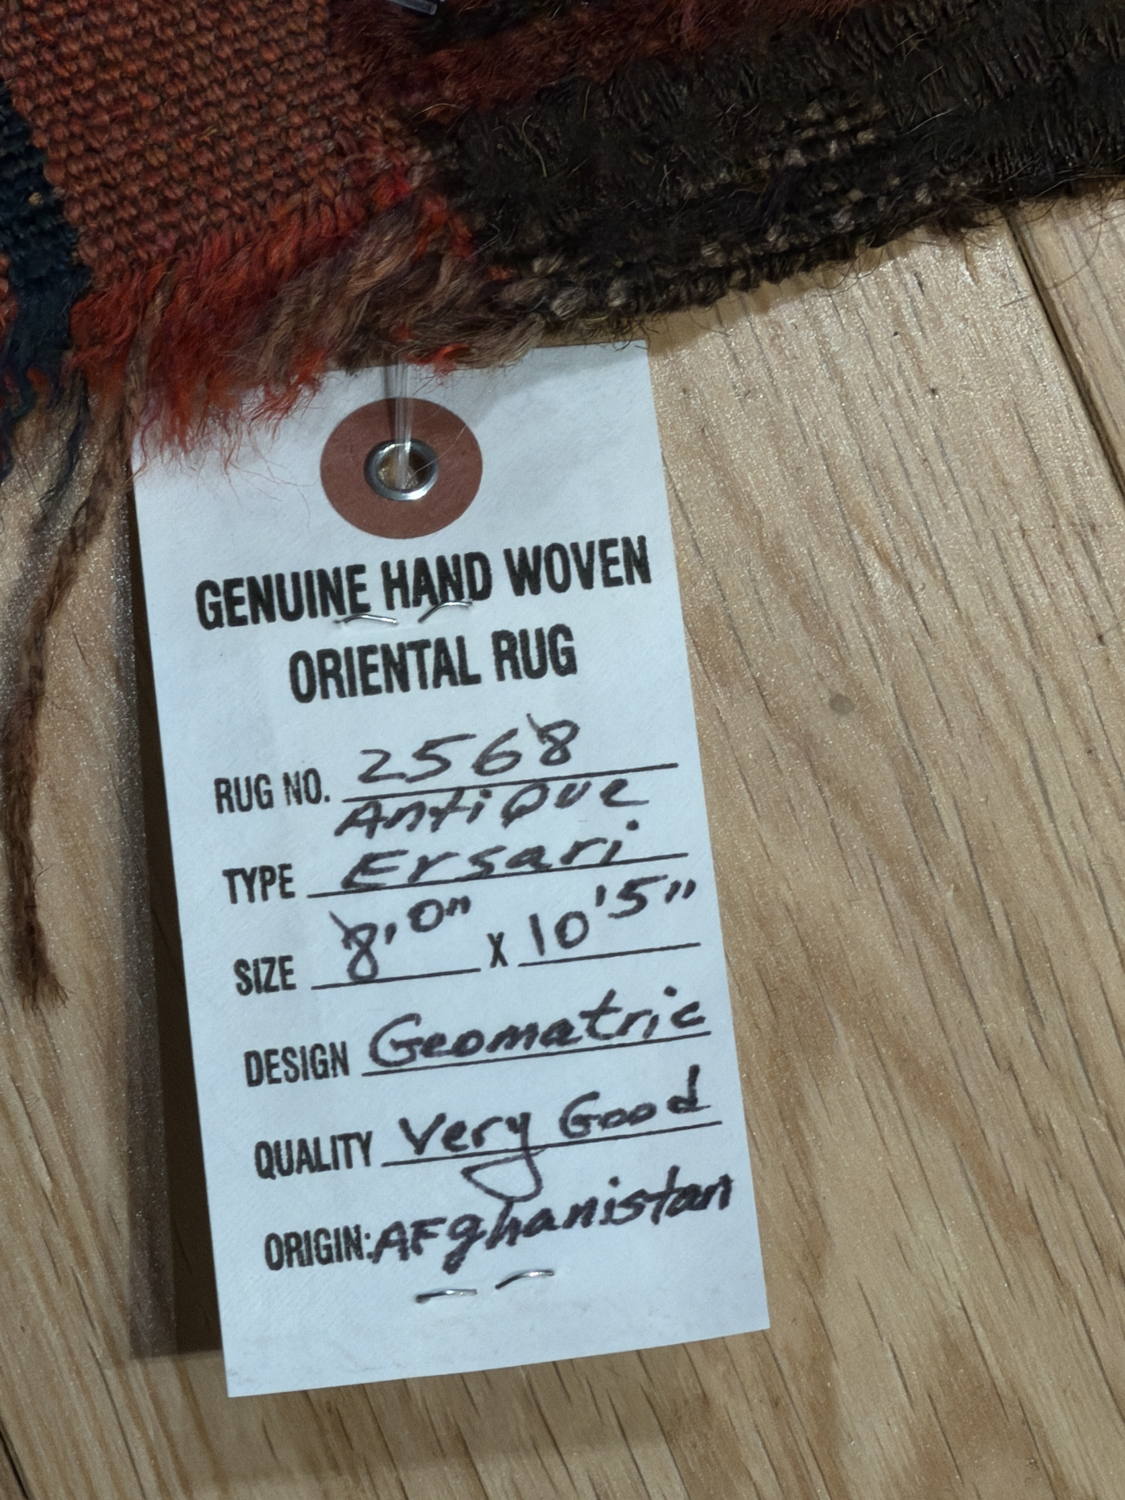 GENUINE HAND WOVEN
ORIENTAL RUG
RUG NO. 2568
Antique
TYPE Ersari
SIZE 8'0" X 10'5"
DESIGN Geomatric
QUALITY Very Good
ORIGIN: AFghanistan